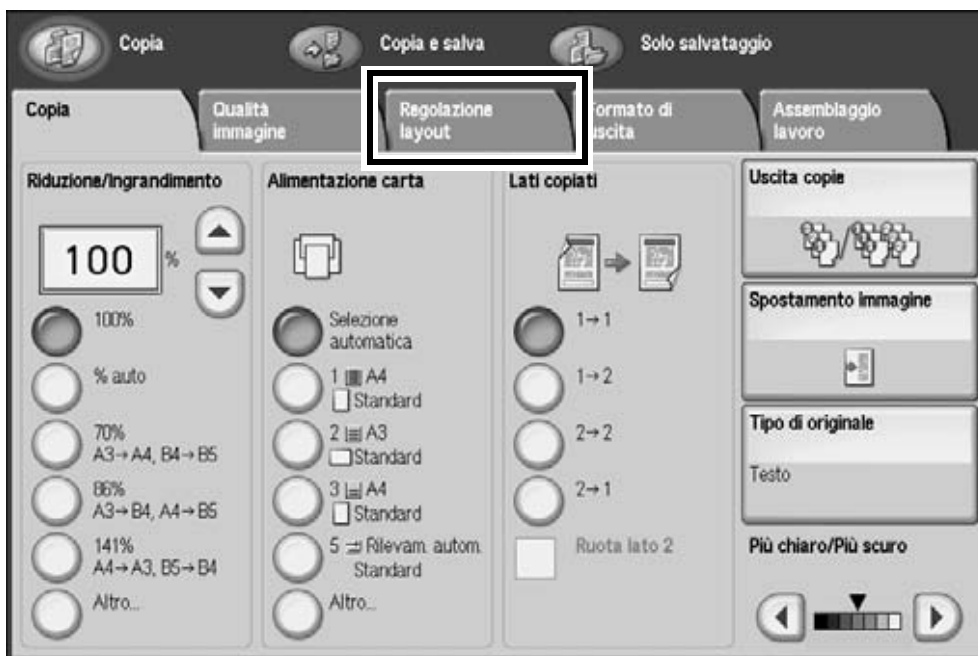 Copia
Copia e salva
Solo salvataggio
Copia
Qualità
immagine
Regolazione
layout
Formato di
uscita
Assemblaggio
lavoro
Riduzione/Ingrandimento
100 %
100%
% auto
70%
A3→A4, B4→B5
86%
A3→B4, A4→B5
141%
A4→A3, B5→B4
Altro...
Alimentazione carta
Selezione
automatica
1 A4
Standard
2 A3
Standard
3 A4
Standard
5 Rilevam. autom.
Standard
Altro...
Lati copiati
1→1
1→2
2→2
2→1
Ruota lato 2
Uscita copie
Spostamento immagine
Tipo di originale
Testo
Più chiaro/Più scuro